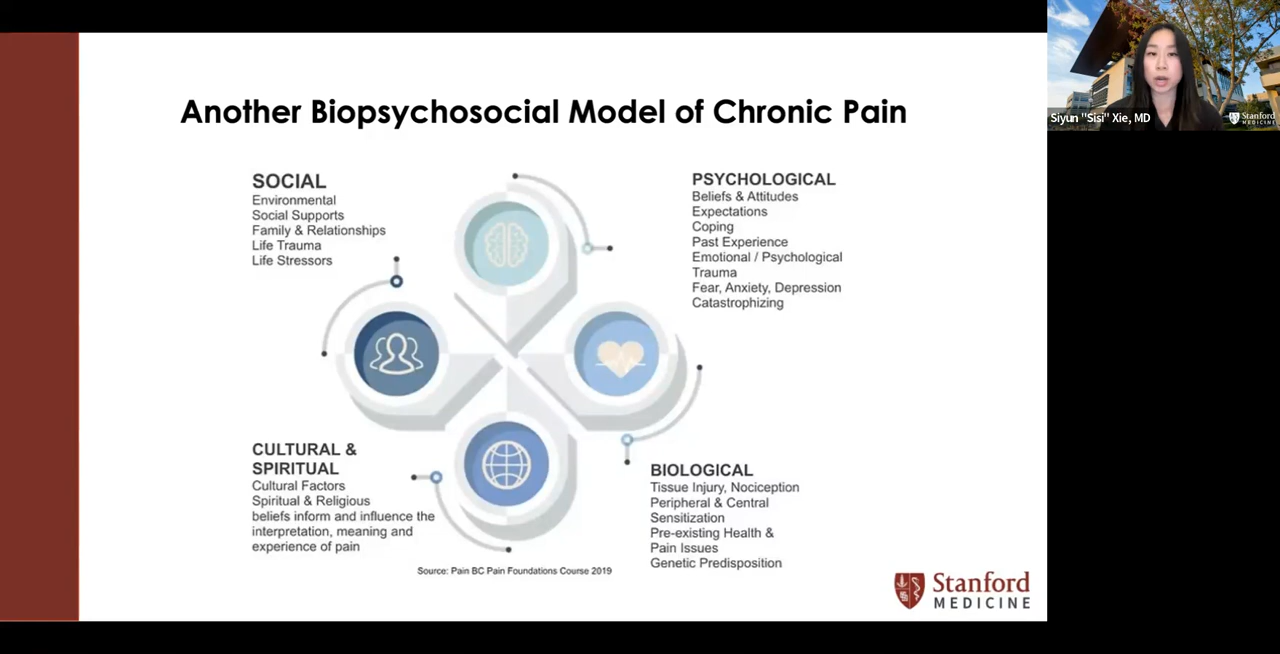 Another Biopsychosocial Model of Chronic Pain
SOCIAL
Environmental
Social Supports
Family & Relationships
Life Trauma
Life Stressors
PSYCHOLOGICAL
Beliefs & Attitudes
Expectations
Coping
Past Experience
Emotional / Psychological
Trauma
Fear, Anxiety, Depression
Catastrophizing
CULTURAL &
SPIRITUAL
Cultural Factors
Spiritual & Religious
beliefs inform and influence the
interpretation, meaning and
experience of pain
BIOLOGICAL
Tissue Injury, Nociception
Peripheral & Central
Sensitization
Pre-existing Health &
Pain Issues
Genetic Predisposition
Source: Pain BC Pain Foundations Course 2019
Stanford
MEDICINE
Siyun "Sisi" Xie, MD
Stanford
MEDICINE